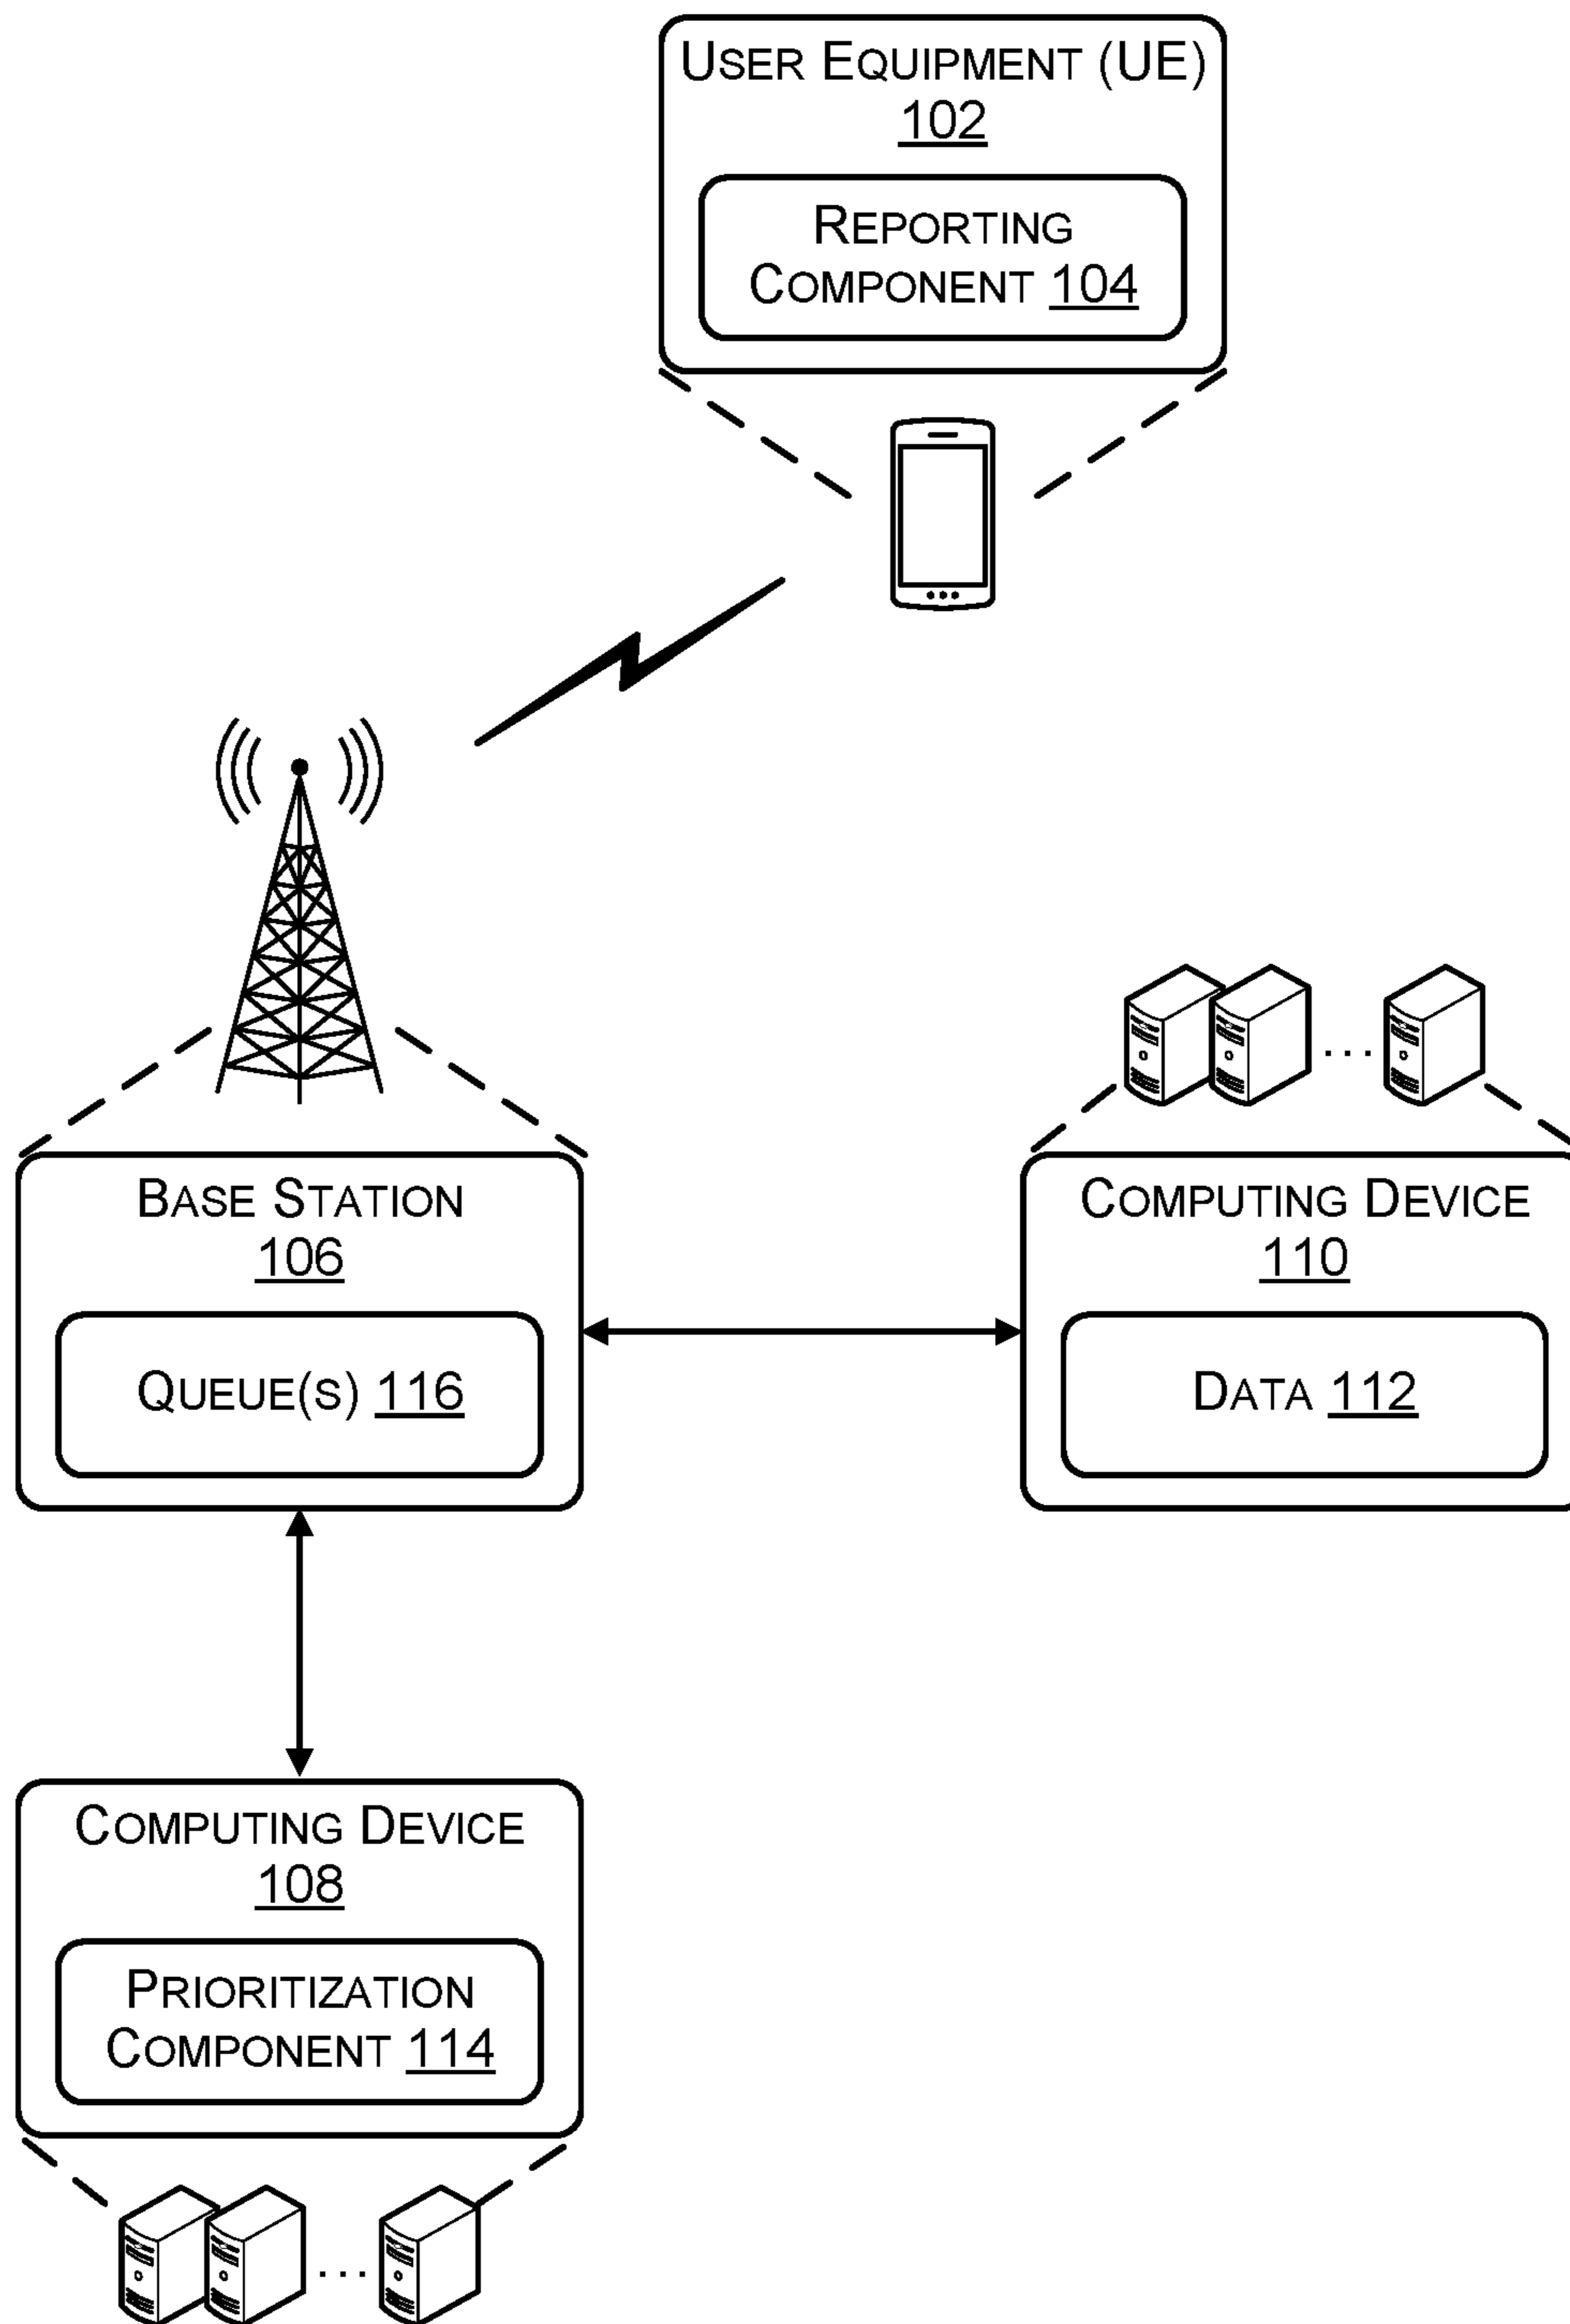 USER EQUIPMENT (UE)
102
REPORTING
COMPONENT 104
BASE STATION
106
QUEUE(S) 116
COMPUTING DEVICE
110
DATA 112
COMPUTING DEVICE
108
PRIORITIZATION
COMPONENT 114